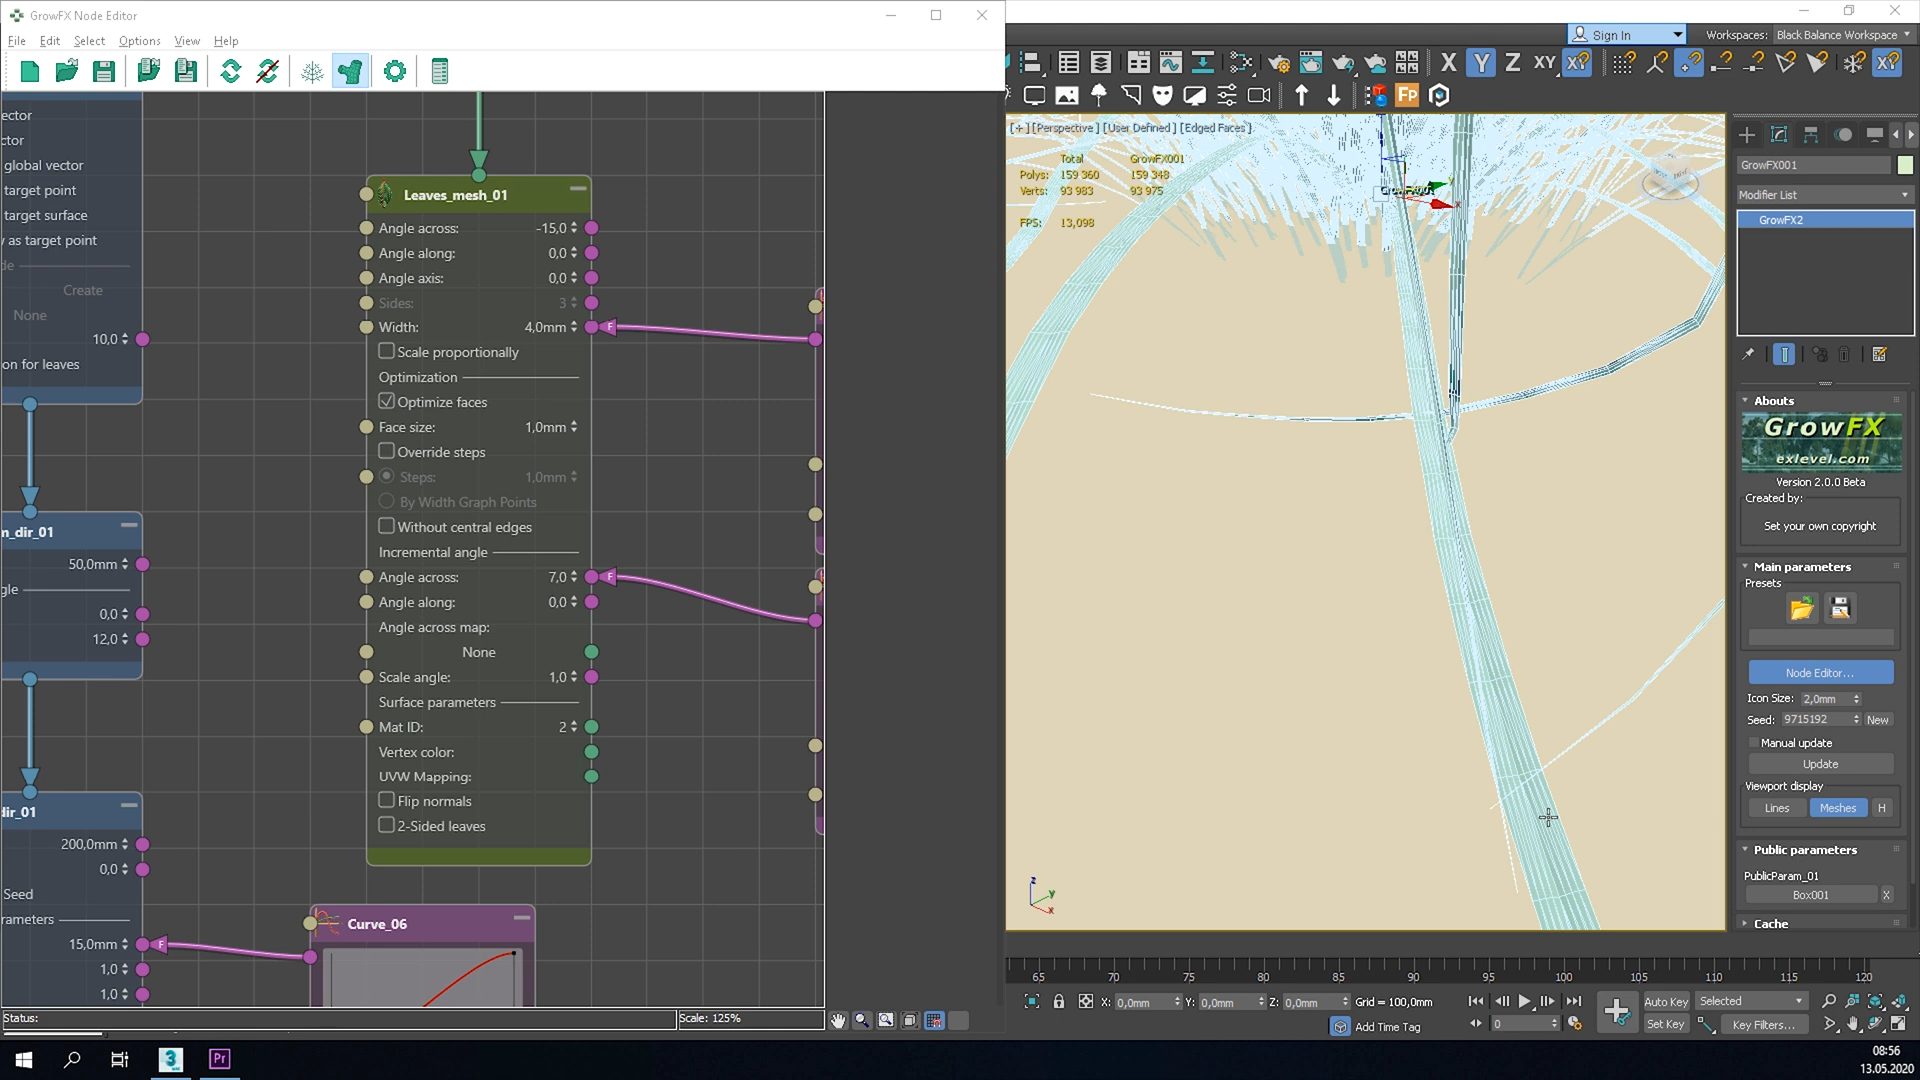 GrowFX Node Editor
File Edit Select Options View Help
ector
ctor
global vector
target point
target surface
v as target point
de
Create
None
10,0
on for leaves
m_dir_01
50,0mm
gle
0,0
12,0
dir_01
200,0mm
0,0
Seed
rameters
15,0mm
1,0
1,0
Leaves_mesh_01
Angle across: -15,0
Angle along: 0,0
Angle axis: 0,0
Sides: 3
Width: 4,0mm F
Scale proportionally
Optimization
Optimize faces
Face size: 1,0mm
Override steps
Steps: 1,0mm
By Width Graph Points
Without central edges
Incremental angle
Angle across: 7,0 F
Angle along: 0,0
Angle across map:
None
Scale angle: 1,0
Surface parameters
Mat ID: 2
Vertex color:
UVW Mapping:
Flip normals
2-Sided leaves
F
Curve_06
Status:
Scale: 125%
Sign In Workspaces: Black Balance Workspace
X Y Z XY XY XY
Fp
[+] [Perspective] [User Defined] [Edged Faces]
Total GrowFX001
Polys: 159 360 159 348
Verts: 93 983 93 975
FPS: 13,098
GrowFX001
x
z
y
x
GrowFX001
Modifier List
GrowFX2
Abouts
GrowFX
exlevel.com
Version 2.0.0 Beta
Created by:
Set your own copyright
Main parameters
Presets
Node Editor...
Icon Size: 2,0mm
Seed: 9715192 New
Manual update
Update
Viewport display
Lines Meshes H
Public parameters
PublicParam_01
Box001 X
Cache
65 70 75 80 85 90 95 100 105 110 115 120
X: 0,0mm Y: 0,0mm Z: 0,0mm Grid = 100,0mm
Add Time Tag
0
Auto Key Selected
Set Key Key Filters...
3 Pr
08:56
13.05.2020